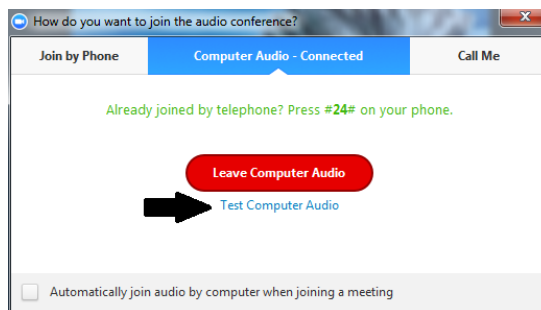 How do you want to join the audio conference?
Join by Phone
Computer Audio - Connected
Call Me
Already joined by telephone? Press #24# on your phone.
Leave Computer Audio
Test Computer Audio
Automatically join audio by computer when joining a meeting